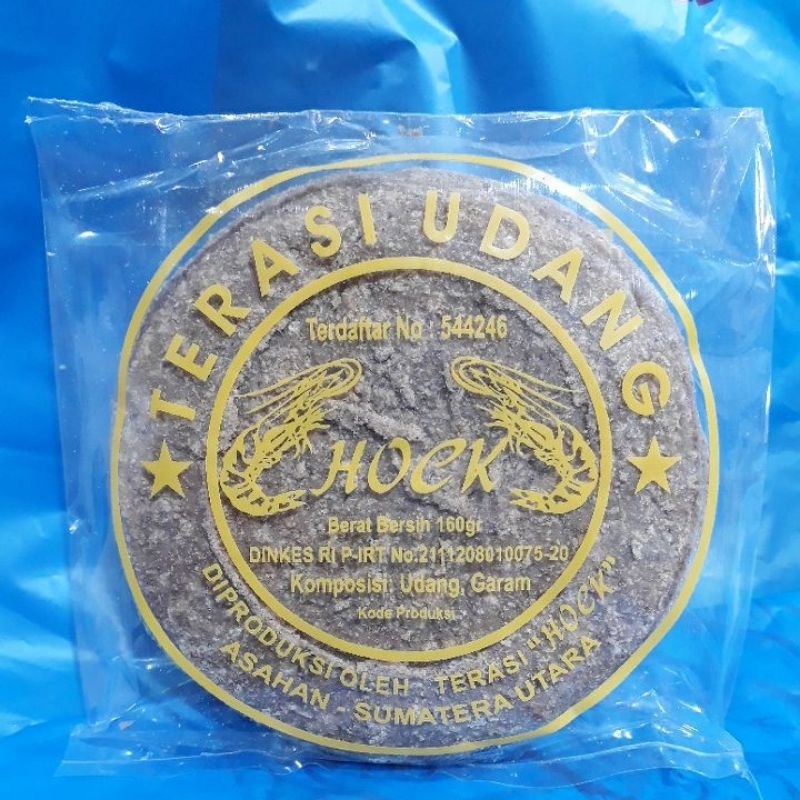 TERASI UDANG
Terdaftar No : 544246
HOCK
Berat Bersih 160gr
DINKES RI P-IRT No.2111208010075-20
Komposisi: Udang, Garam
Kode Produksi :
DIPRODUKSI OLEH : TERASI "HOCK"
ASAHAN - SUMATERA UTARA